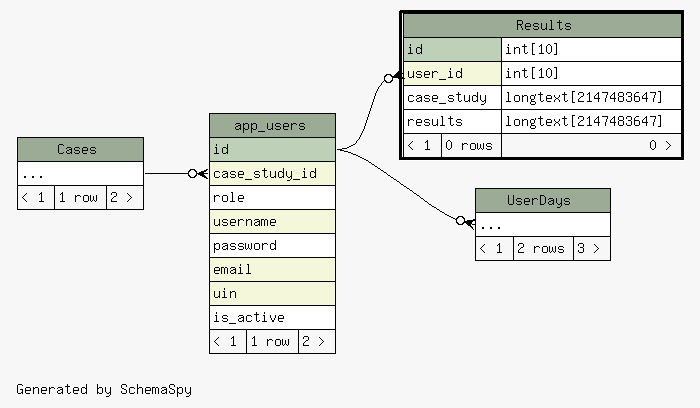 Results
id int[10]
user_id int[10]
case_study longtext[2147483647]
results longtext[2147483647]
< 1 0 rows 0 >
app_users
id
case_study_id
role
username
password
email
uin
is_active
< 1 1 row 2 >
Cases
...
< 1 1 row 2 >
UserDays
...
< 1 2 rows 3 >
Generated by SchemaSpy